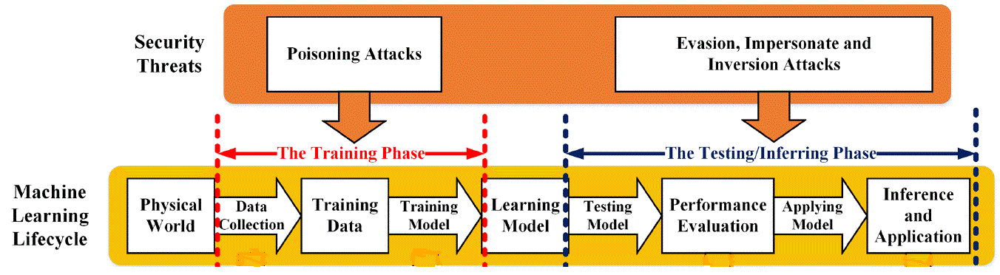 Security
Threats
Poisoning Attacks
Evasion, Impersonate and
Inversion Attacks
The Training Phase
The Testing/Inferring Phase
Machine
Learning
Lifecycle
Physical
World
Data
Collection
Training
Data
Training
Model
Learning
Model
Testing
Model
Performance
Evaluation
Applying
Model
Inference
and
Application